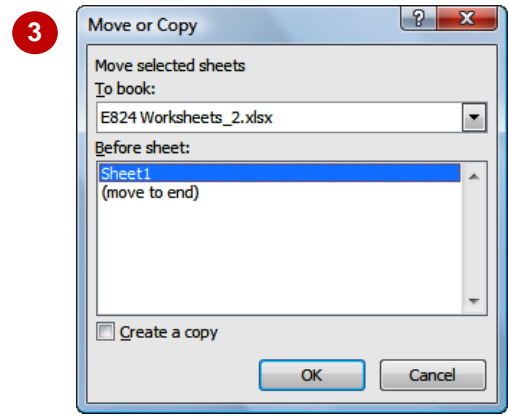 3
Move or Copy
?
X
Move selected sheets
To book:
E824 Worksheets_2.xlsx
Before sheet:
Sheet1
(move to end)
Create a copy
OK
Cancel